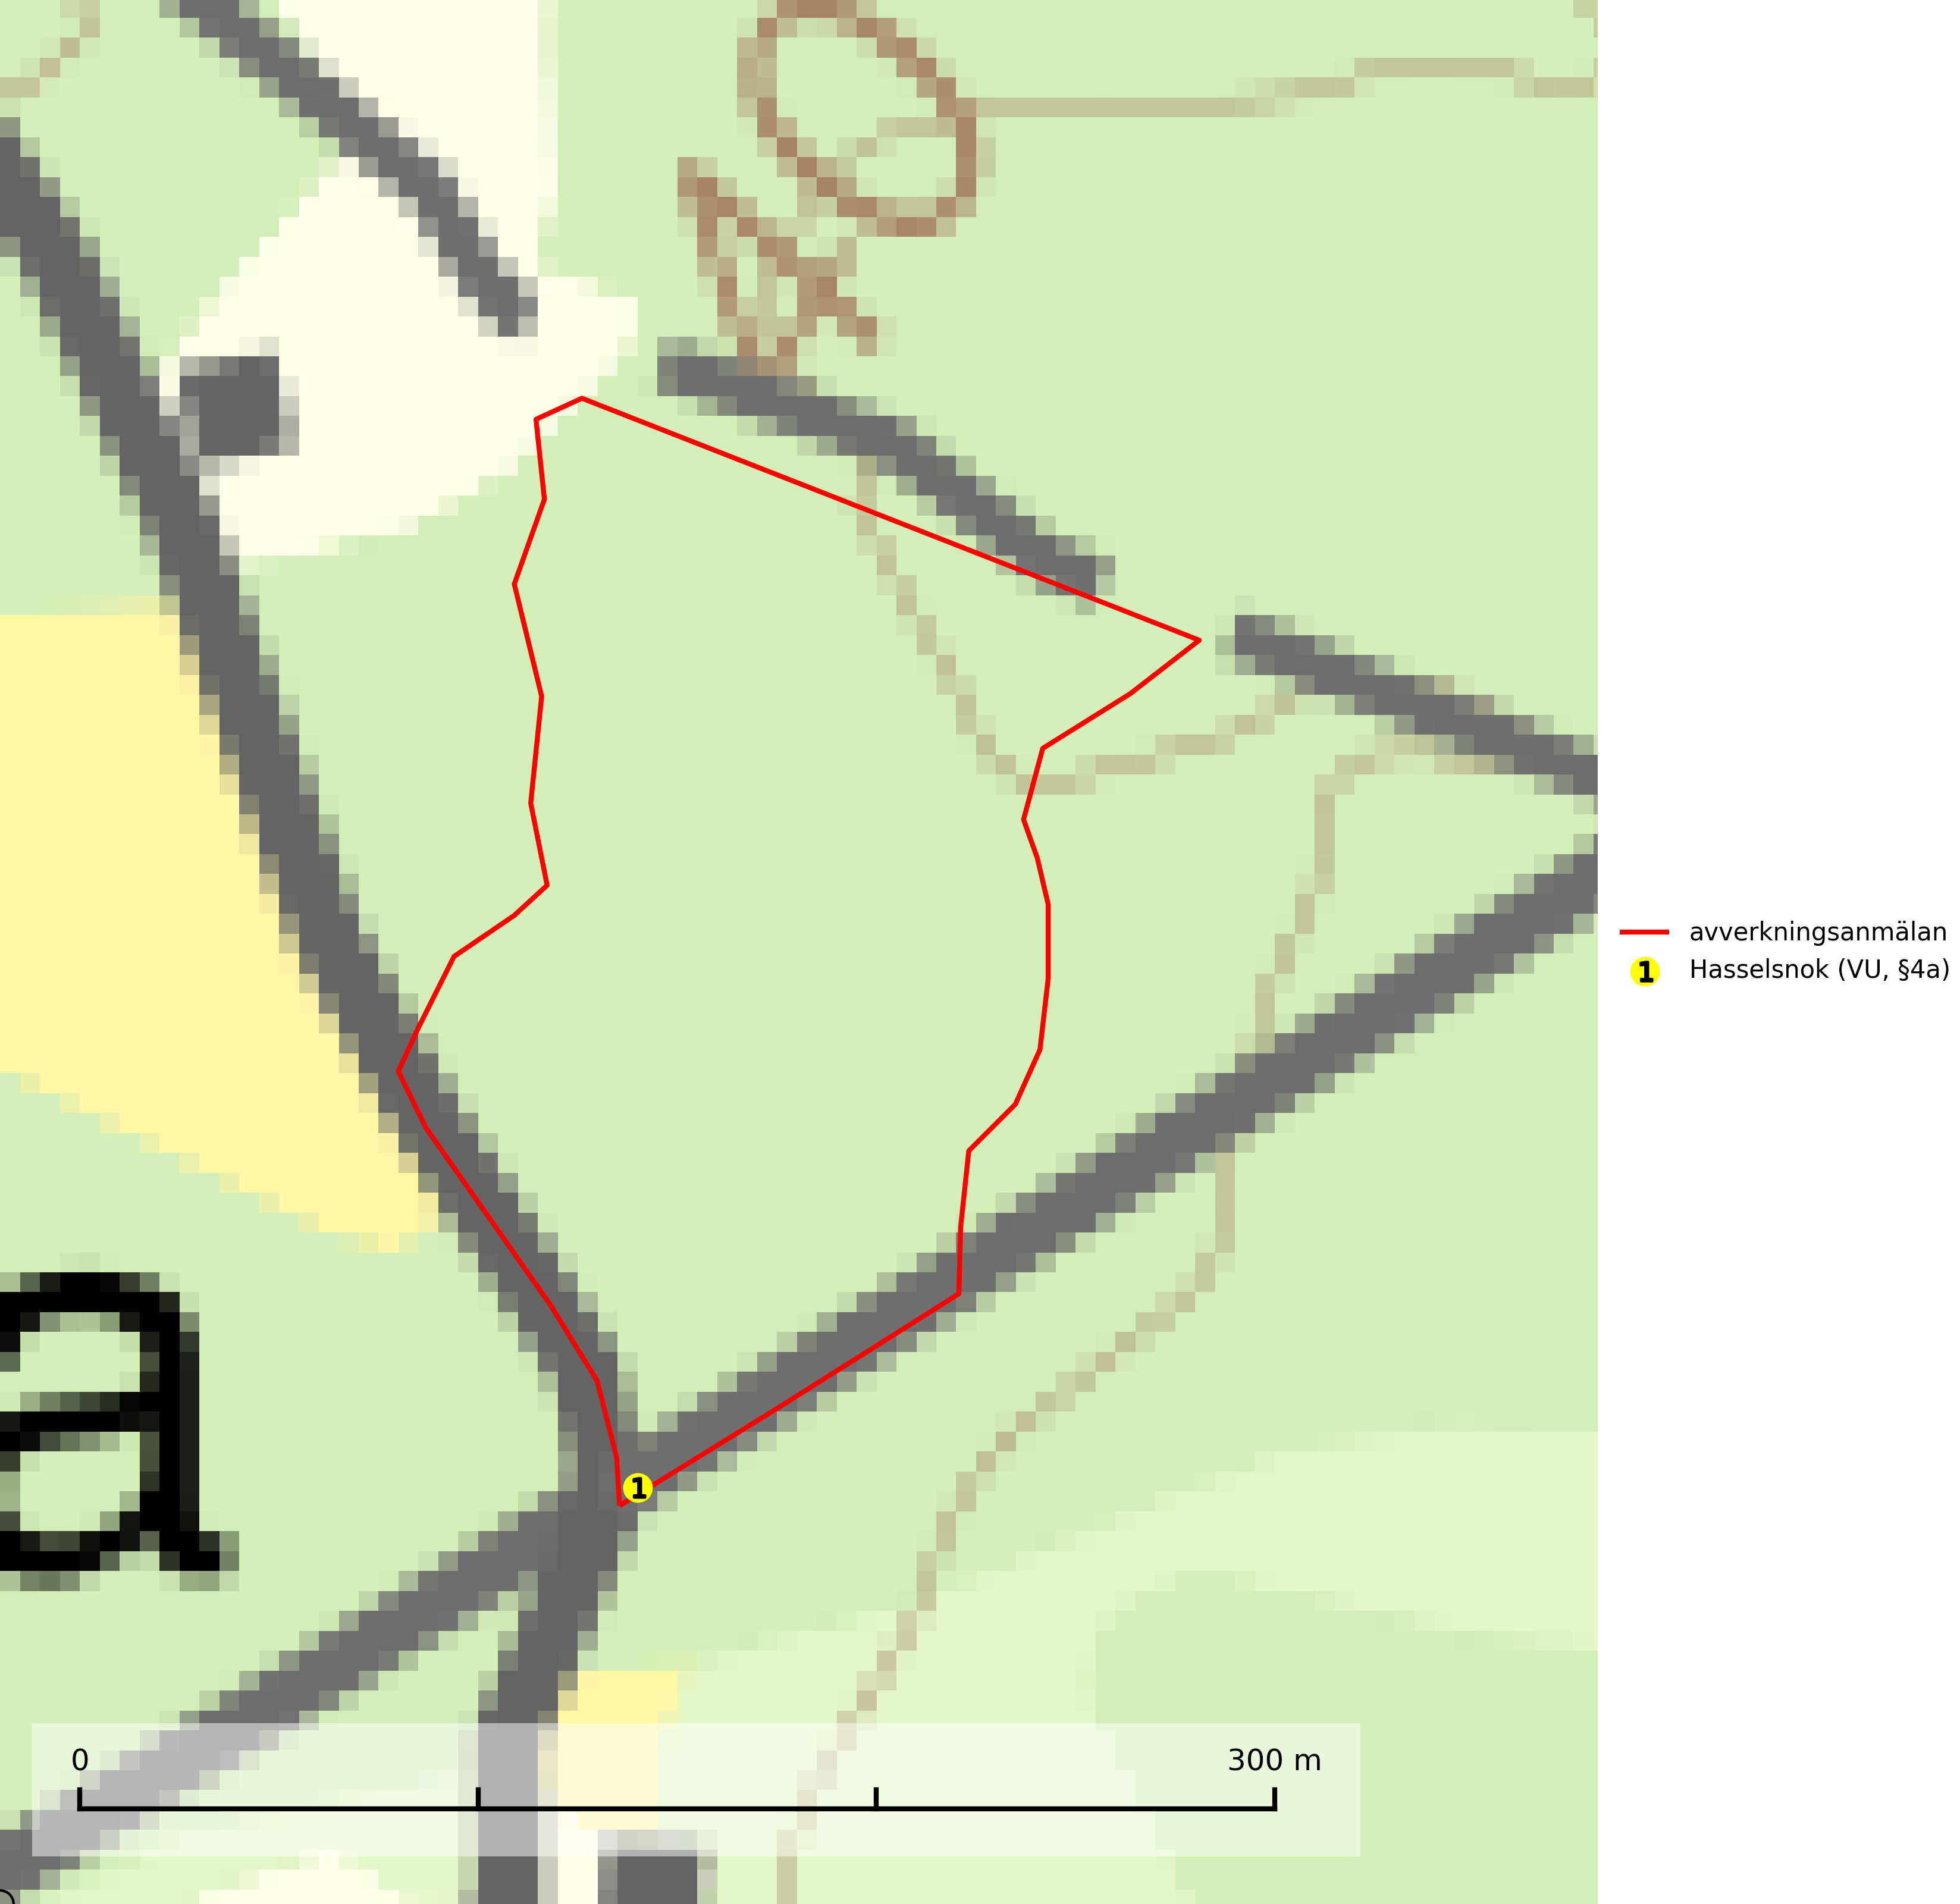 avverkningsanmälan
1 Hasselsnok (VU, §4a)
1
a
0 300 m